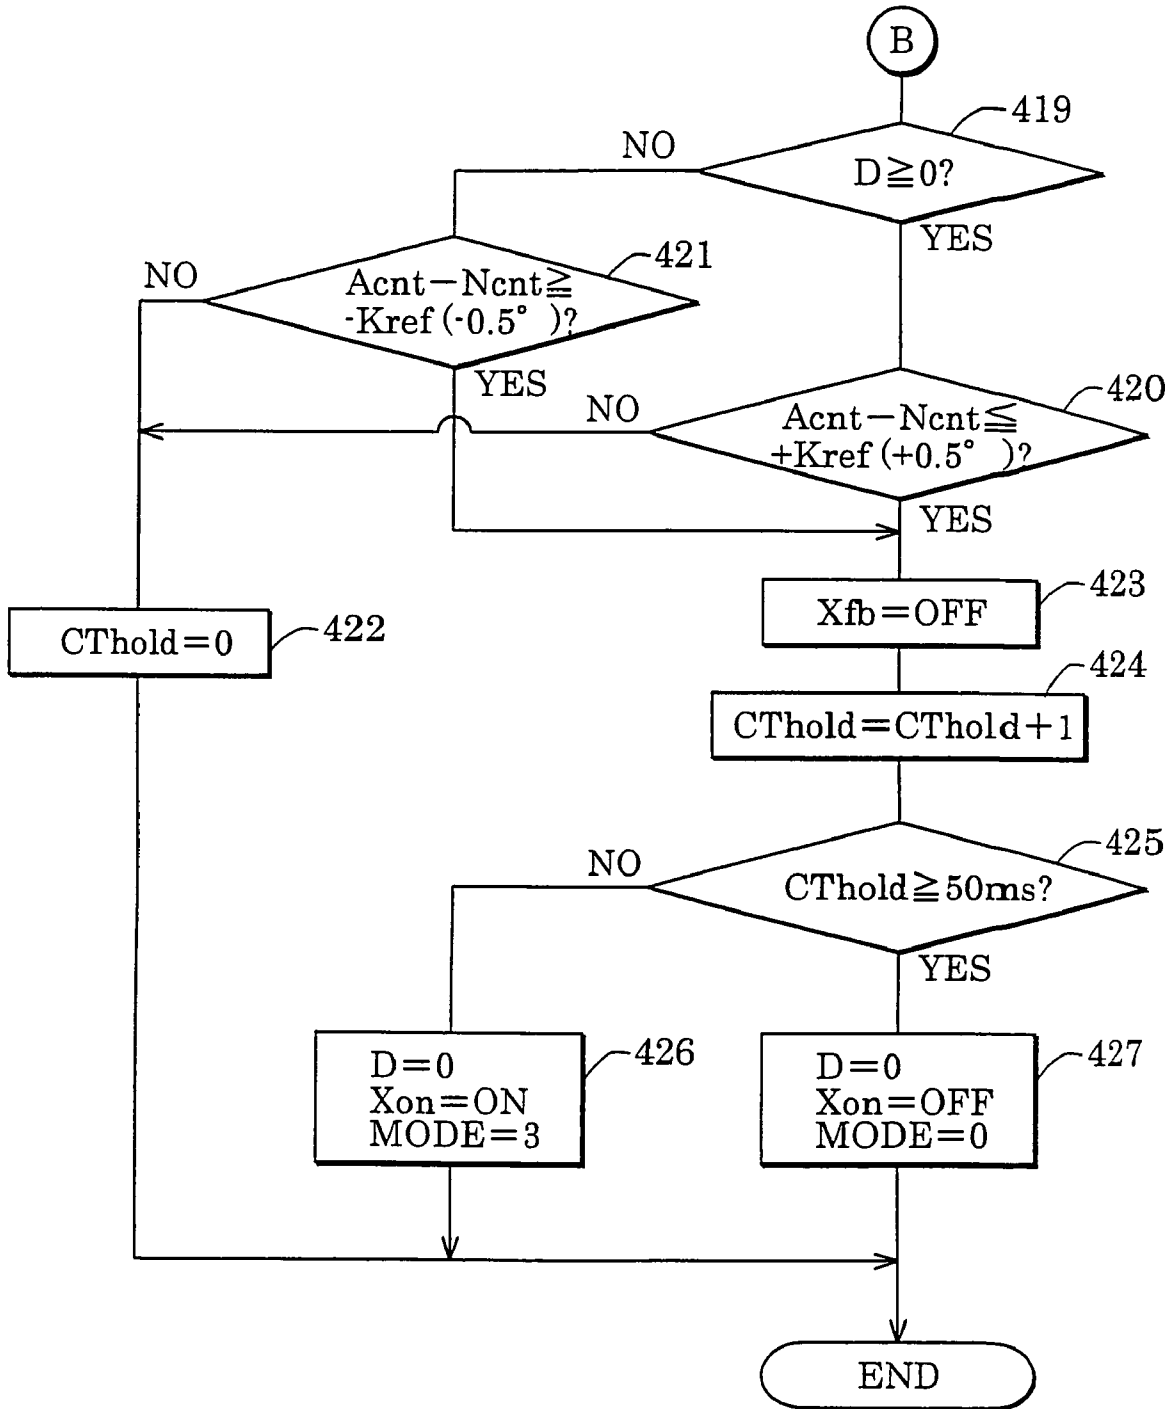 B
419
NO
D≧0?
YES
421
NO
Acnt−Ncnt≧
-Kref(-0.5° )?
YES
420
NO
Acnt−Ncnt≦
+Kref(+0.5° )?
YES
423
Xfb=OFF
422
CThold=0
424
CThold=CThold+1
425
NO
CThold≧50ms?
YES
426
D=0
Xon=ON
MODE=3
427
D=0
Xon=OFF
MODE=0
END